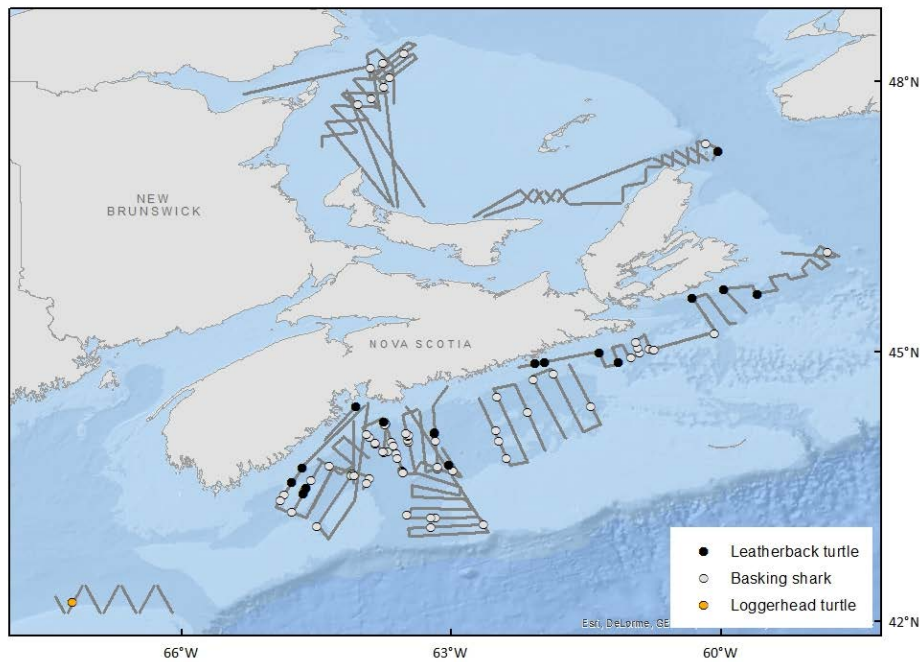 48°N
NEW
BRUNSWICK
NOVA SCOTIA
45°N
Leatherback turtle
Basking shark
Loggerhead turtle
Esri, DeLorme, GE
42°N
66°W
63°W
60°W